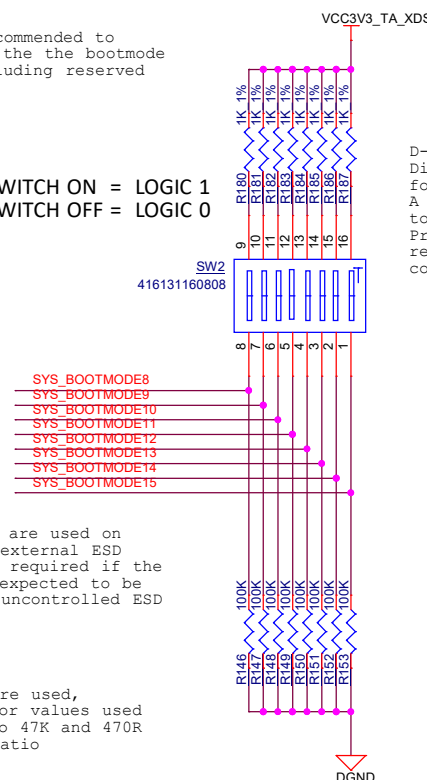 VCC3V3_TA_XDS
commended to
the the bootmode
luding reserved
1K 1%
1K 1%
1K 1%
1K 1%
1K 1%
1K 1%
1K 1%
1K 1%
R180
R181
R182
R183
R184
R185
R186
R187
D-
Di
fo
A
to
Pr
re
co
WITCH ON = LOGIC 1
WITCH OFF = LOGIC 0
9
10
11
12
13
14
15
16
SW2
416131160808
T
8
7
6
5
4
3
2
1
SYS_BOOTMODE8
SYS_BOOTMODE9
SYS_BOOTMODE10
SYS_BOOTMODE11
SYS_BOOTMODE12
SYS_BOOTMODE13
SYS_BOOTMODE14
SYS_BOOTMODE15
are used on
external ESD
required if the
expected to be
uncontrolled ESD
100K
100K
100K
100K
100K
100K
100K
100K
R146
R147
R148
R149
R150
R151
R152
R153
re used,
or values used
o 47K and 470R
atio
DGND